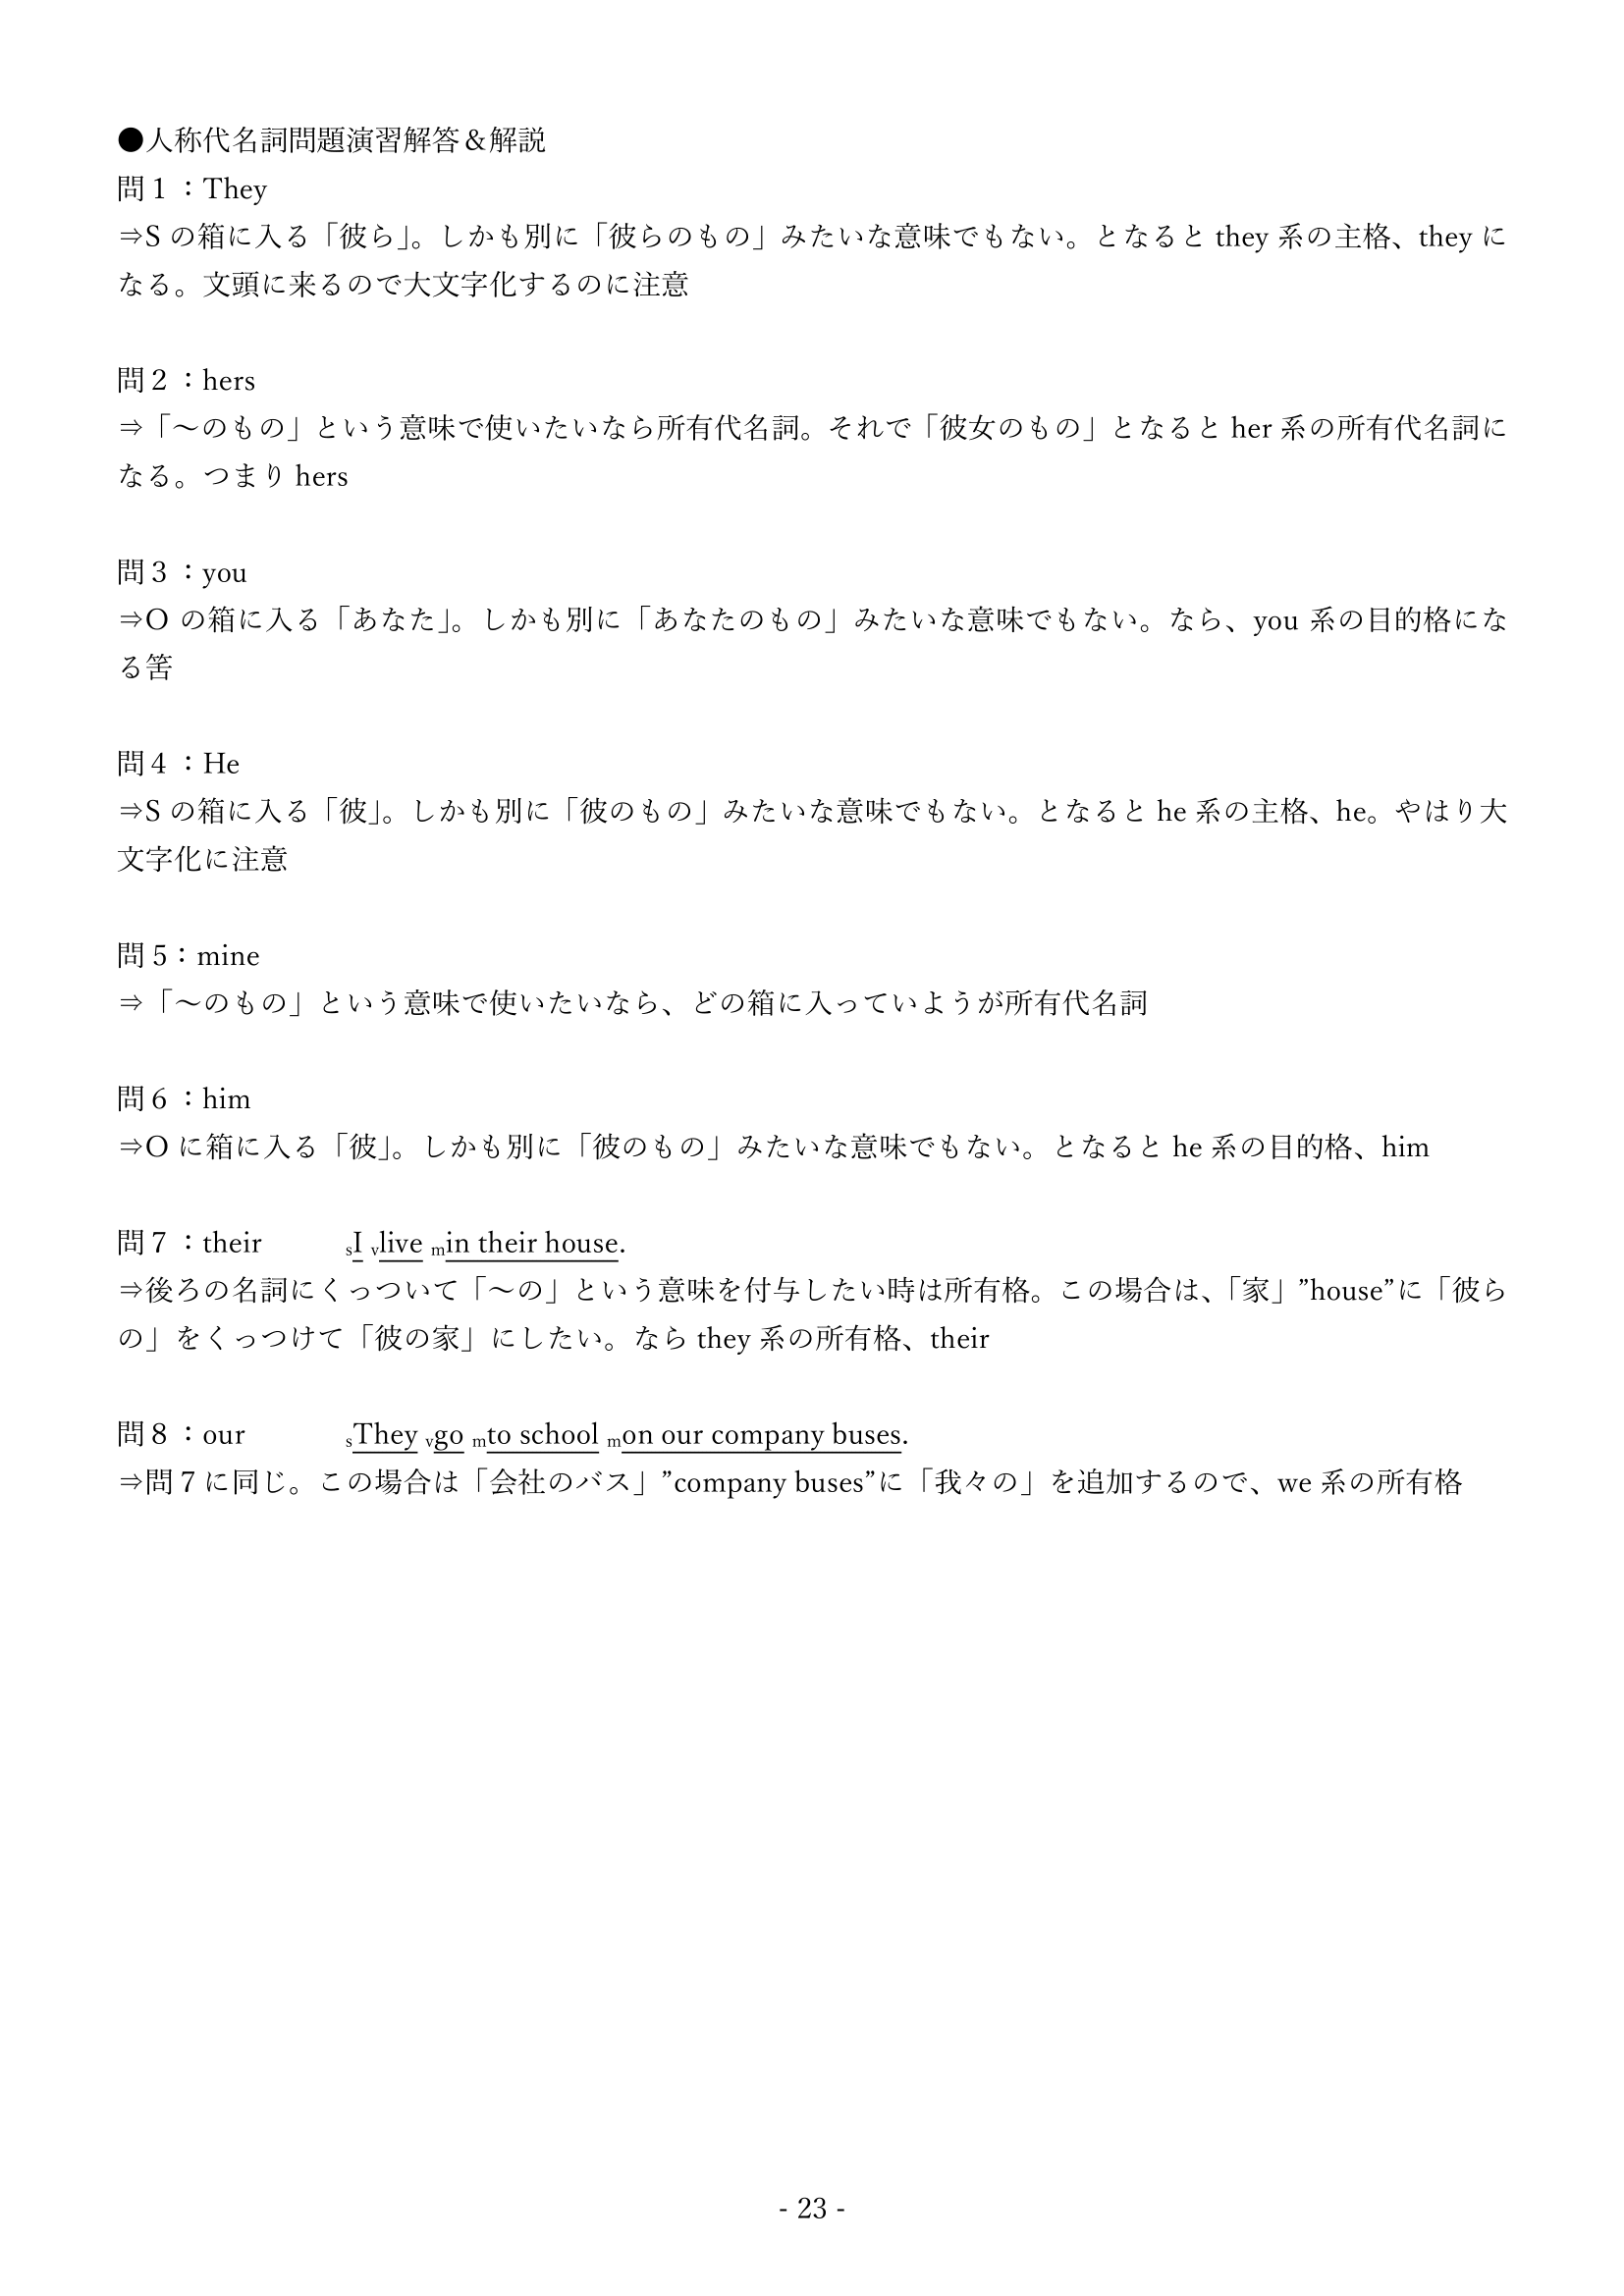 ●人称代名詞問題演習解答＆解説
問１：They
⇒S の箱に入る「彼ら」。しかも別に「彼らのもの」みたいな意味でもない。となると they 系の主格、they に
なる。文頭に来るので大文字化するのに注意
問２：hers
⇒「～のもの」という意味で使いたいなら所有代名詞。それで「彼女のもの」となると her 系の所有代名詞に
なる。つまり hers
問３：you
⇒O の箱に入る「あなた」。しかも別に「あなたのもの」みたいな意味でもない。なら、you 系の目的格にな
る筈
問４：He
⇒S の箱に入る「彼」。しかも別に「彼のもの」みたいな意味でもない。となると he 系の主格、he。やはり大
文字化に注意
問 5：mine
⇒「～のもの」という意味で使いたいなら、どの箱に入っていようが所有代名詞
問６：him
⇒O に箱に入る「彼」。しかも別に「彼のもの」みたいな意味でもない。となると he 系の目的格、him
問７：their sI vlive min their house.
⇒後ろの名詞にくっついて「～の」という意味を付与したい時は所有格。この場合は、「家」”house”に「彼ら
の」をくっつけて「彼の家」にしたい。なら they 系の所有格、their
問８：our sThey vgo mto school mon our company buses.
⇒問７に同じ。この場合は「会社のバス」”company buses”に「我々の」を追加するので、we 系の所有格
- 23 -